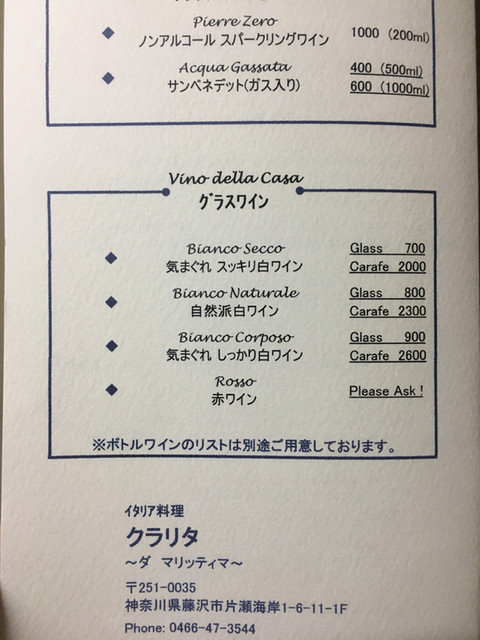 Pierre Zero
ノンアルコール スパークリングワイン 1000 (200ml)
Acqua Gassata 400 (500ml)
サンベネデット(ガス入り) 600 (1000ml)
Vino della Casa
グラスワイン
Bianco Secco Glass 700
気まぐれ スッキリ白ワイン Carafe 2000
Bianco Naturale Glass 800
自然派白ワイン Carafe 2300
Bianco Corposo Glass 900
気まぐれ しっかり白ワイン Carafe 2600
Rosso
赤ワイン Please Ask !
※ボトルワインのリストは別途ご用意しております。
イタリア料理
クラリタ
～ダ マリッティマ～
〒251-0035
神奈川県藤沢市片瀬海岸1-6-11-1F
Phone: 0466-47-3544